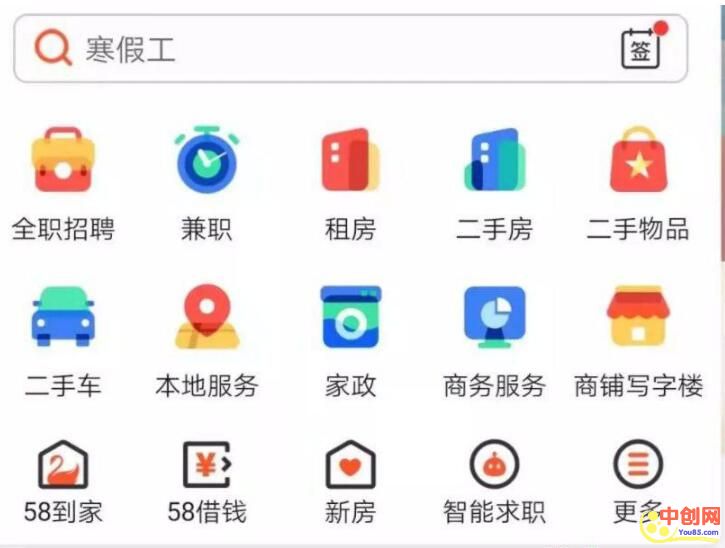 寒假工
签
全职招聘 兼职 租房 二手房 二手物品
二手车 本地服务 家政 商务服务 商铺写字楼
¥
58到家 58借钱 新房 智能求职 更多
中创网
You85.com